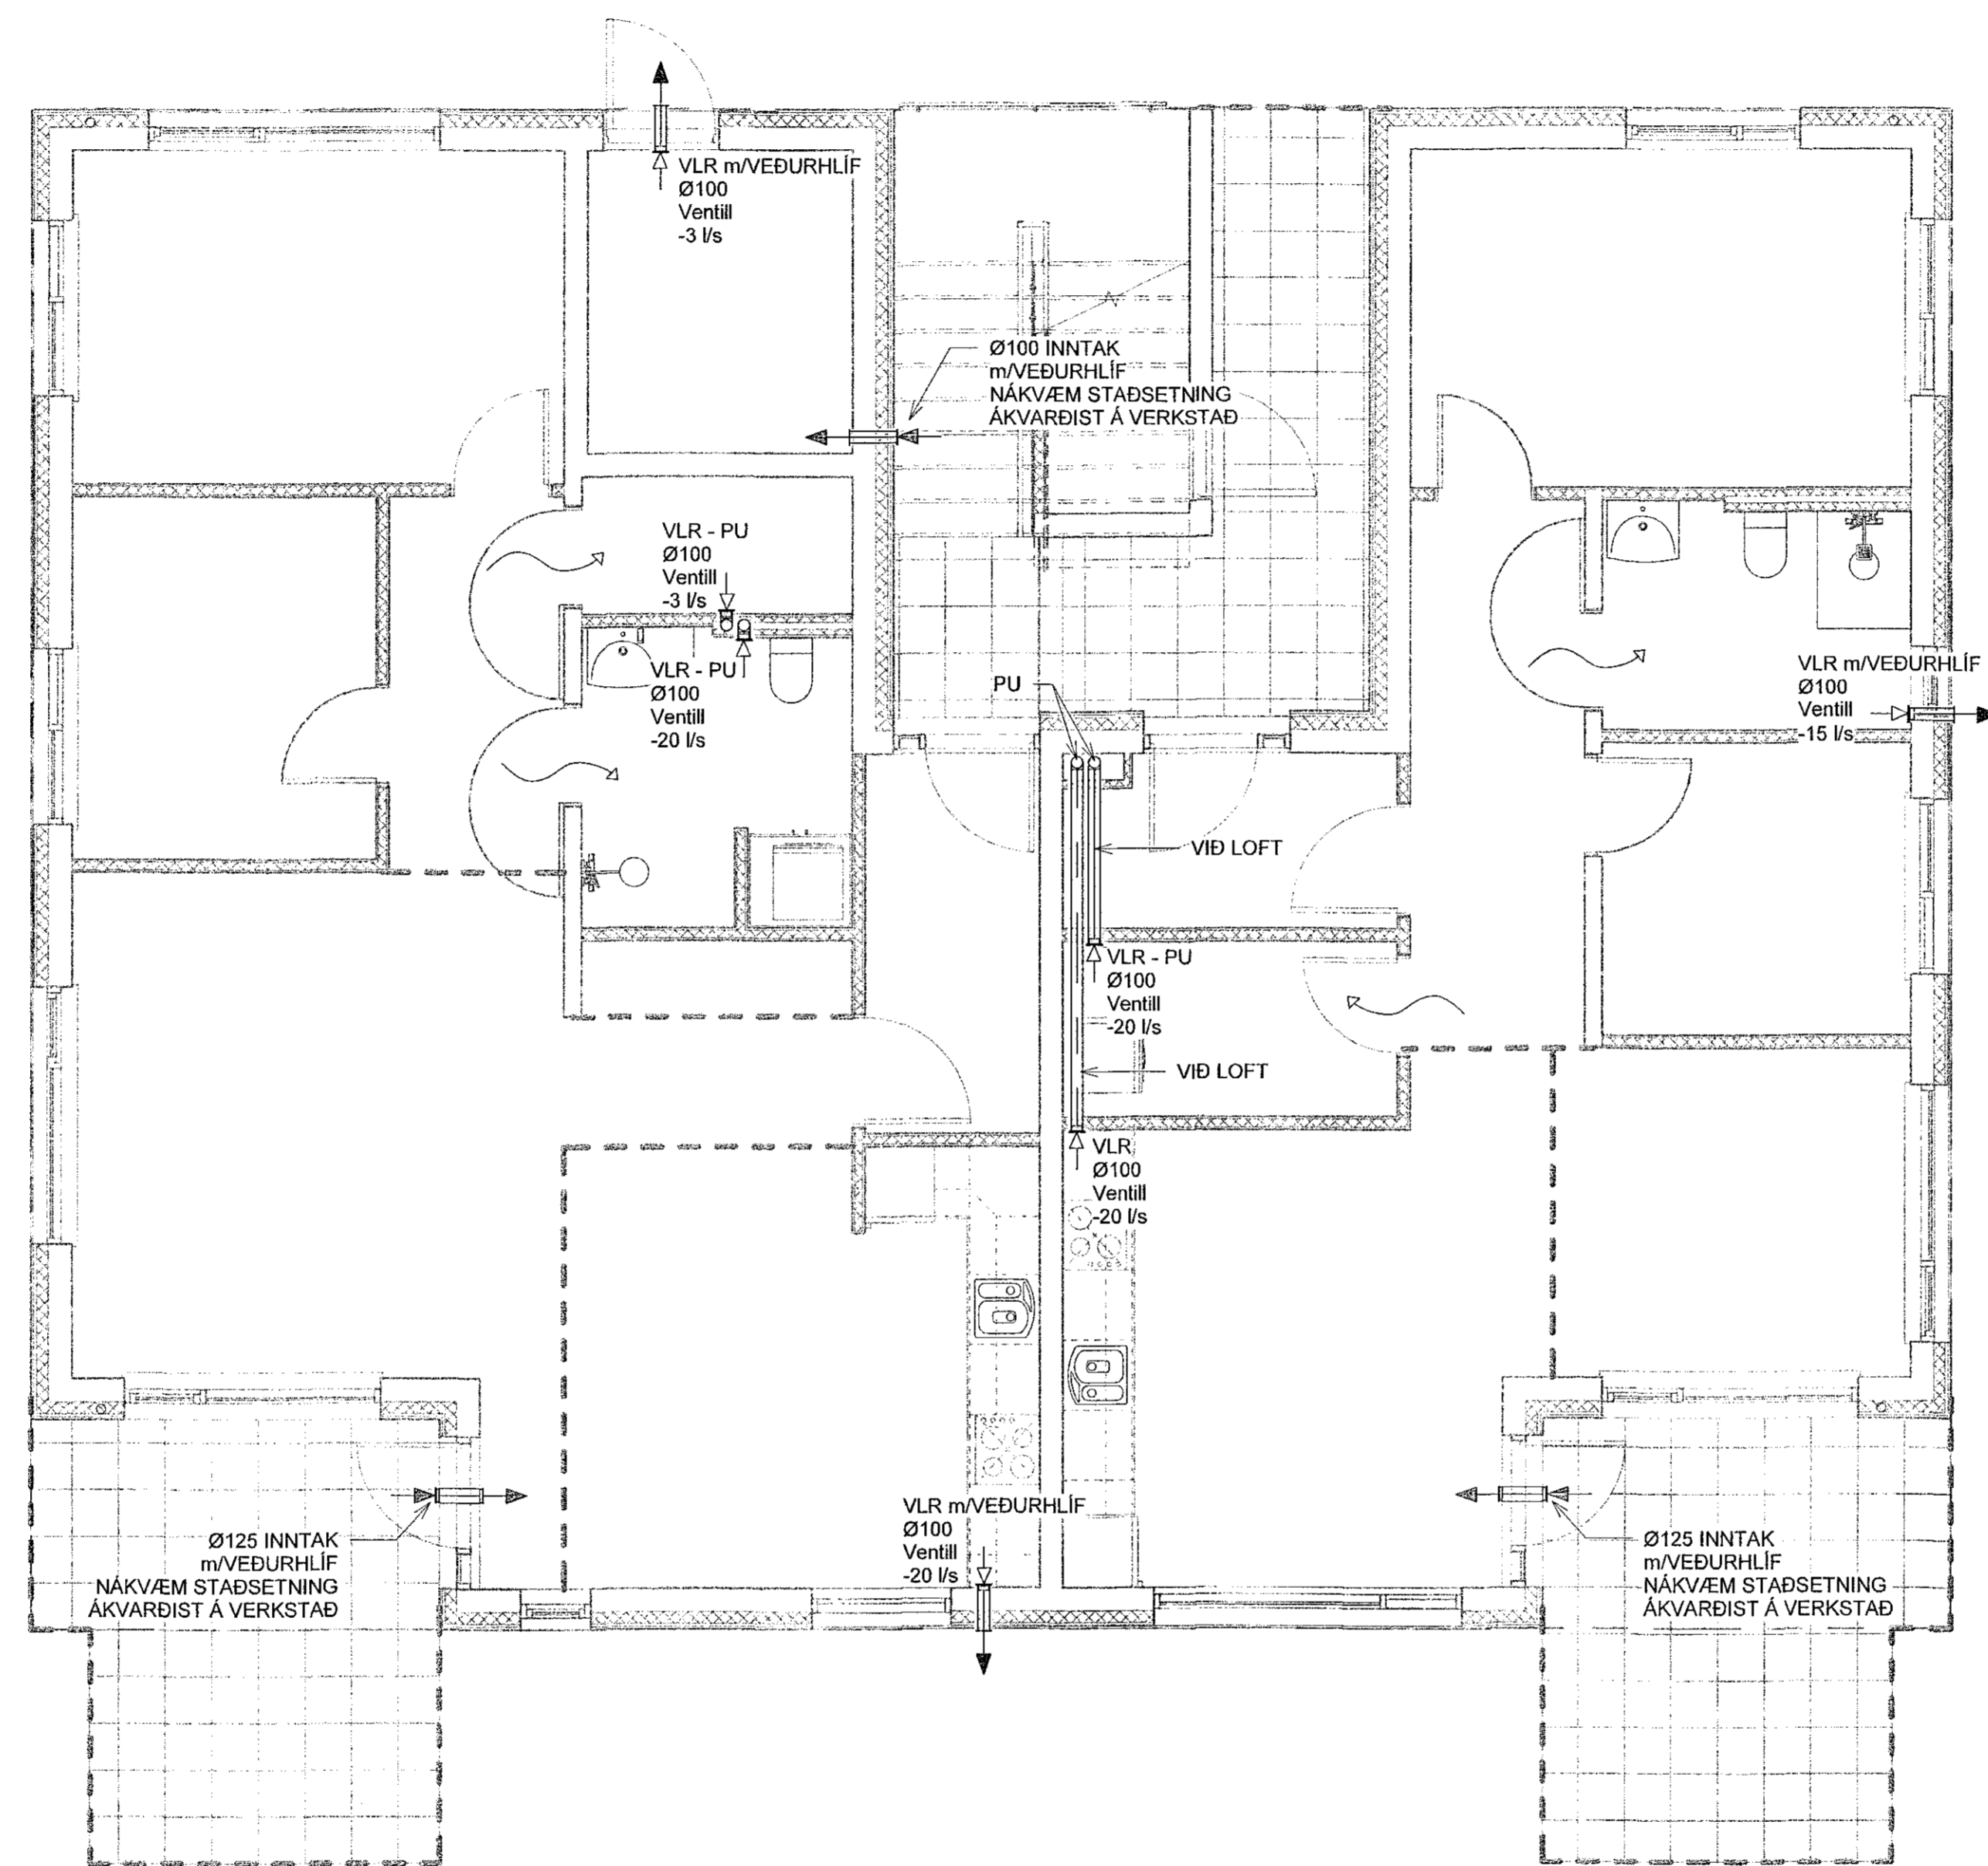 VLR m/VEÐURHLÍF
Ø100
Ventill
-3 l/s
Ø100 INNTAK
m/VEÐURHLÍF
NÁKVÆM STAÐSETNING
ÁKVARÐIST Á VERKSTAÐ
VLR - PU
Ø100
Ventill
-3 l/s
VLR - PU
Ø100
Ventill
-20 l/s
PU
VLR m/VEÐURHLÍF
Ø100
Ventill
-15 l/s
VIÐ LOFT
VLR - PU
Ø100
Ventill
-20 l/s
VIÐ LOFT
VLR
Ø100
Ventill
-20 l/s
VLR m/VEÐURHLÍF
Ø100
Ventill
-20 l/s
Ø125 INNTAK
m/VEÐURHLÍF
NÁKVÆM STAÐSETNING
ÁKVARÐIST Á VERKSTAÐ
Ø125 INNTAK
m/VEÐURHLÍF
NÁKVÆM STAÐSETNING
ÁKVARÐIST Á VERKSTAÐ